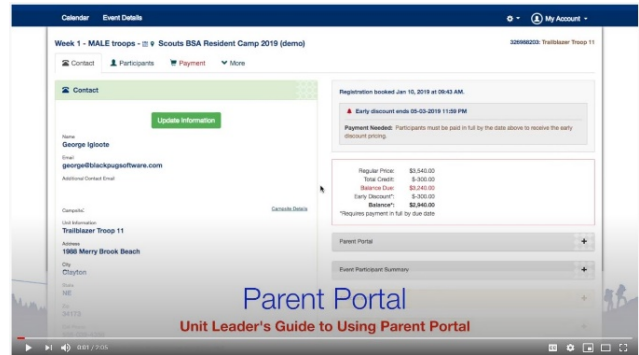 Calendar Event Details
My Account
Week 1 - MALE troops - Scouts BSA Resident Camp 2019 (demo)
326988203: Trailblazer Troop 11
Contact Participants Payment More
Contact
Update Information
Name
George Igloote
Email
george@blackpugsoftware.com
Additional Contact Email
Campsite:
Campsite Details
Unit Information
Trailblazer Troop 11
Address
1988 Merry Brook Beach
City
Clayton
State
NE
34173
Registration booked Jan 10, 2019 at 09:43 AM.
Early discount ends 05-03-2019 11:59 PM
Payment Needed: Participants must be paid in full by the date above to receive the early
discount pricing.
Regular Price: $3,540.00
Total Credit: $-300.00
Balance Due: $3,240.00
Early Discount*: $-300.00
Balance*: $2,940.00
*Requires payment in full by due date
Parent Portal +
Event Participant Summary +
Parent Portal
Unit Leader's Guide to Using Parent Portal
0:01 / 7:05